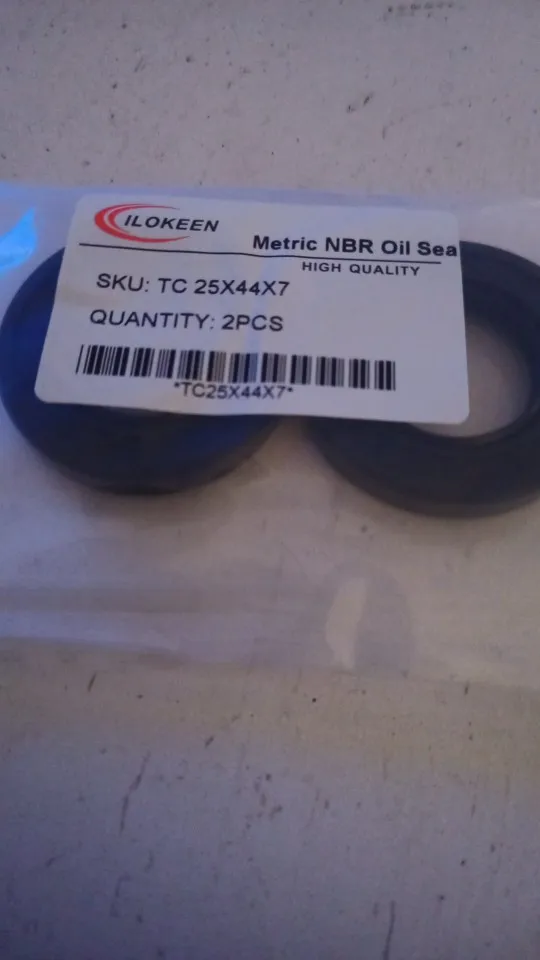 ILOKEEN
Metric NBR Oil Sea
HIGH QUALITY
SKU: TC 25X44X7
QUANTITY: 2PCS
*TC25X44X7*